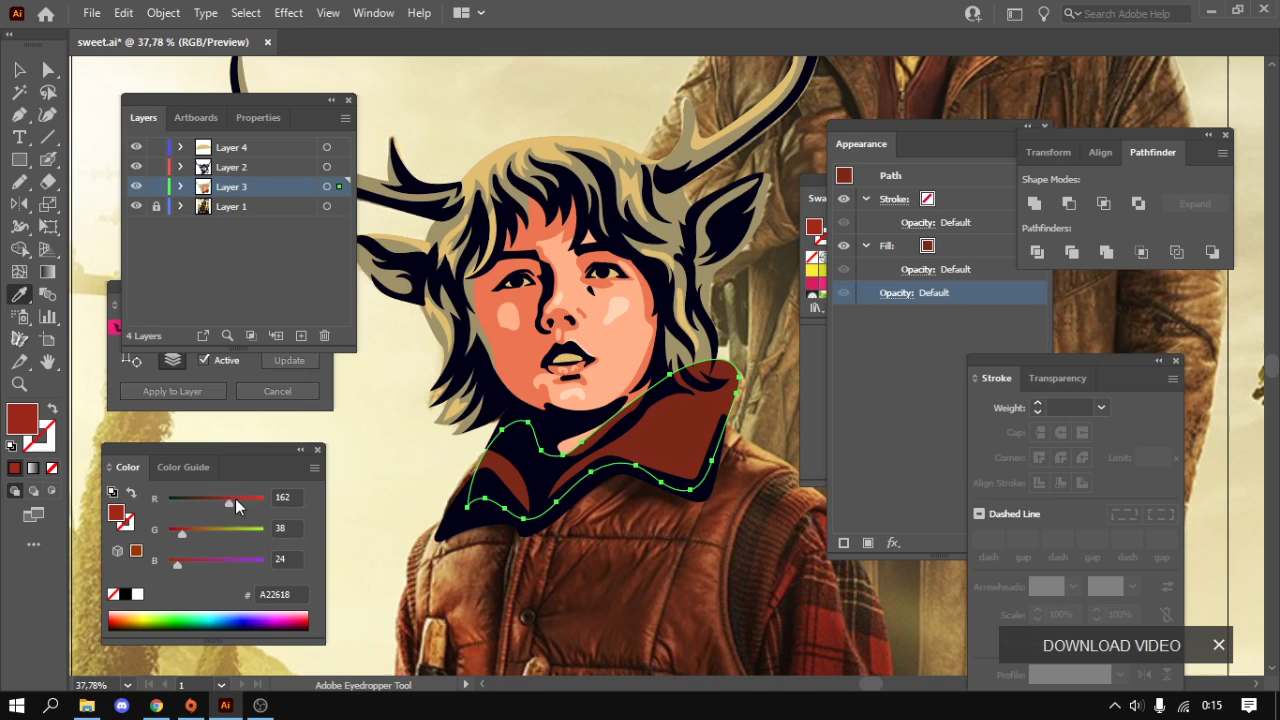 Ai File Edit Object Type Select Effect View Window Help Search Adobe Help
sweet.ai* @ 37,78 % (RGB/Preview)
Layers Artboards Properties
Layer 4
Layer 2
Layer 3
Layer 1
4 Layers
Active Update
Apply to Layer Cancel
Color Color Guide
R 162
G 38
B 24
# A22618
Swa
Appearance
Path
Stroke:
Opacity: Default
Fill:
Opacity: Default
Opacity: Default
fx
Transform Align Pathfinder
Shape Modes:
Expand
Pathfinders:
Stroke Transparency
Weight:
Cap:
Corners: Limit:
Align Stroke:
Dashed Line
dash gap dash gap dash gap
Arrowheads:
Scale: 100% 100%
Profile:
DOWNLOAD VIDEO
37,78% 1 Adobe Eyedropper Tool
Ai 0:15